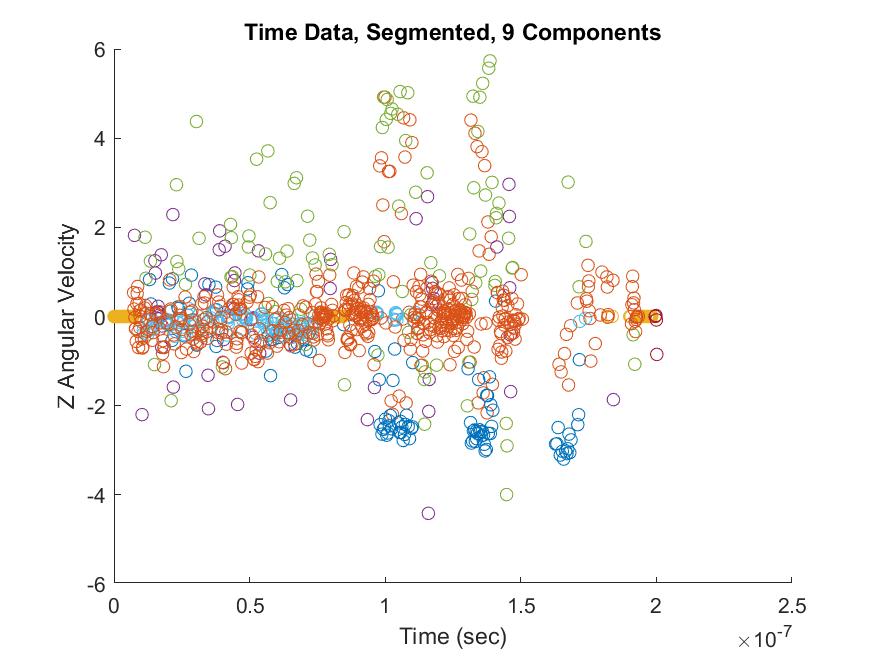 Time Data, Segmented, 9 Components
6
4
2
0
-2
-4
-6
Z Angular Velocity
0 0.5 1 1.5 2 2.5
Time (sec)
×10⁻⁷